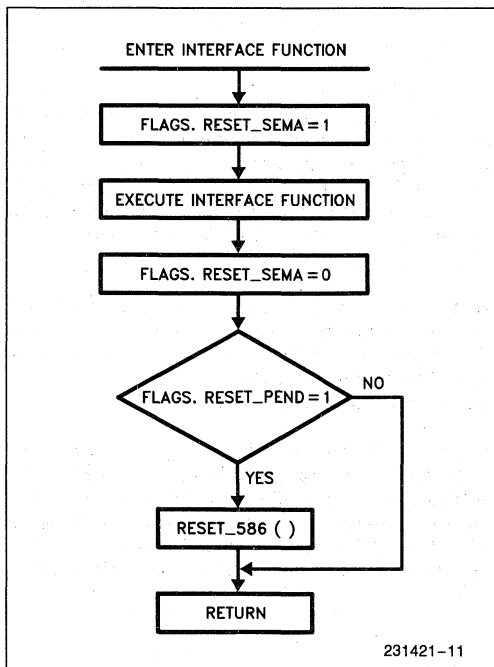 ENTER INTERFACE FUNCTION
FLAGS. RESET_SEMA = 1
EXECUTE INTERFACE FUNCTION
FLAGS. RESET_SEMA = 0
FLAGS. RESET_PEND = 1
NO
YES
RESET_586 ( )
RETURN
231421-11